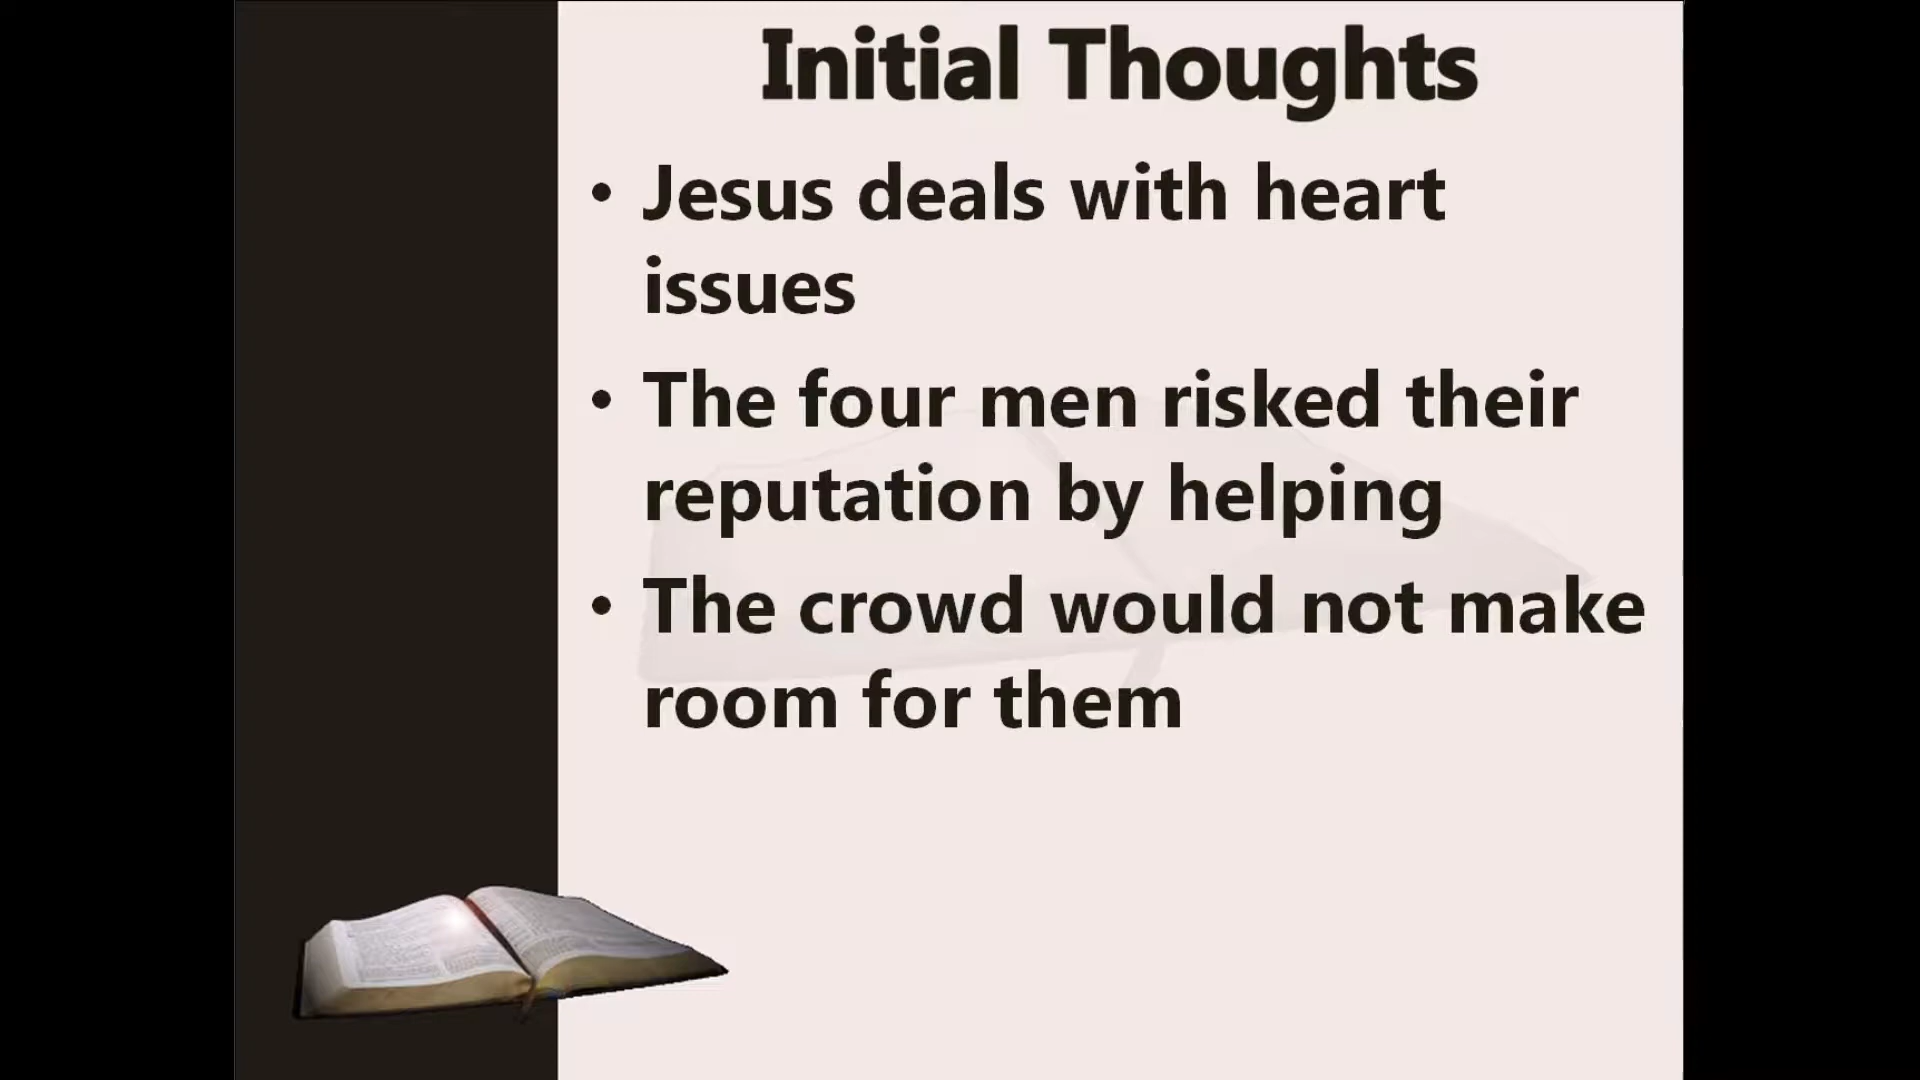 Initial Thoughts
• Jesus deals with heart
issues
• The four men risked their
reputation by helping
• The crowd would not make
room for them